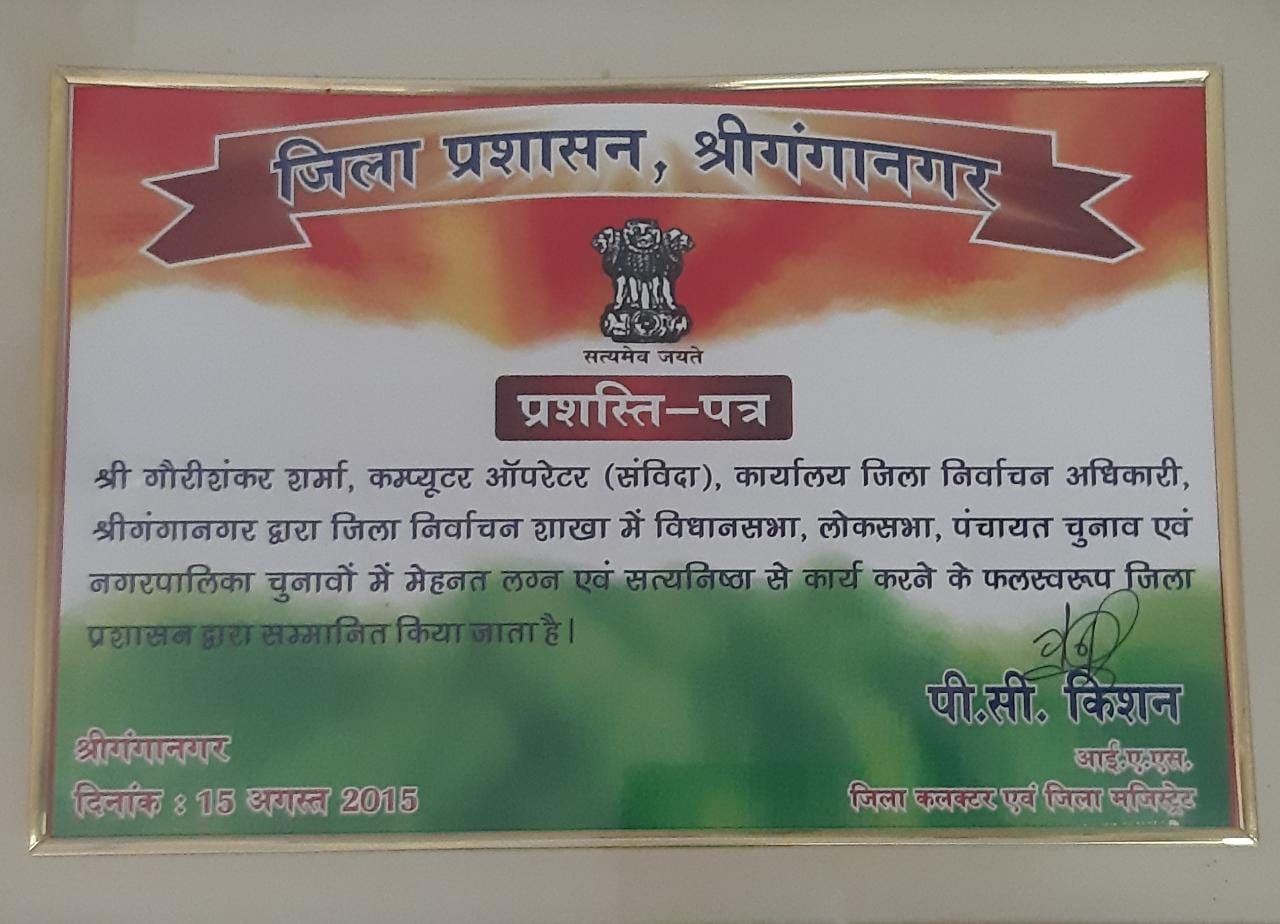 जिला प्रशासन, श्रीगंगानगर
सत्यमेव जयते
प्रशस्ति-पत्र
श्री गौरीशंकर शर्मा, कम्प्यूटर ऑपरेटर (संविदा), कार्यालय जिला निर्वाचन अधिकारी,
श्रीगंगानगर द्वारा जिला निर्वाचन शाखा में विधानसभा, लोकसभा, पंचायत चुनाव एवं
नगरपालिका चुनावों में मेहनत लग्न एवं सत्यनिष्ठा से कार्य करने के फलस्वरूप जिला
प्रशासन द्वारा सम्मानित किया जाता है।
पी.सी. किशन
श्रीगंगानगर
आई.ए.एस.
दिनांक : 15 अगस्त 2015
जिला कलक्टर एवं जिला मजिस्ट्रेट